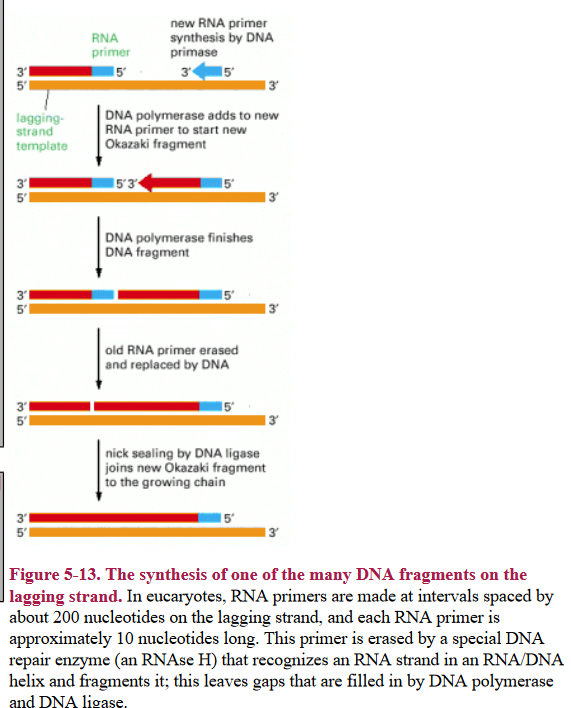 new RNA primer
synthesis by DNA
primase
RNA
primer
3′ 5′ 3′ 5′
5′ 3′
lagging-
strand
template
DNA polymerase adds to new
RNA primer to start new
Okazaki fragment
3′ 5′ 3′ 5′
5′ 3′
DNA polymerase finishes
DNA fragment
3′ 5′
5′ 3′
old RNA primer erased
and replaced by DNA
3′ 5′
5′ 3′
nick sealing by DNA ligase
joins new Okazaki fragment
to the growing chain
3′ 5′
5′ 3′
Figure 5-13. The synthesis of one of the many DNA fragments on the
lagging strand. In eucaryotes, RNA primers are made at intervals spaced by
about 200 nucleotides on the lagging strand, and each RNA primer is
approximately 10 nucleotides long. This primer is erased by a special DNA
repair enzyme (an RNAse H) that recognizes an RNA strand in an RNA/DNA
helix and fragments it; this leaves gaps that are filled in by DNA polymerase
and DNA ligase.